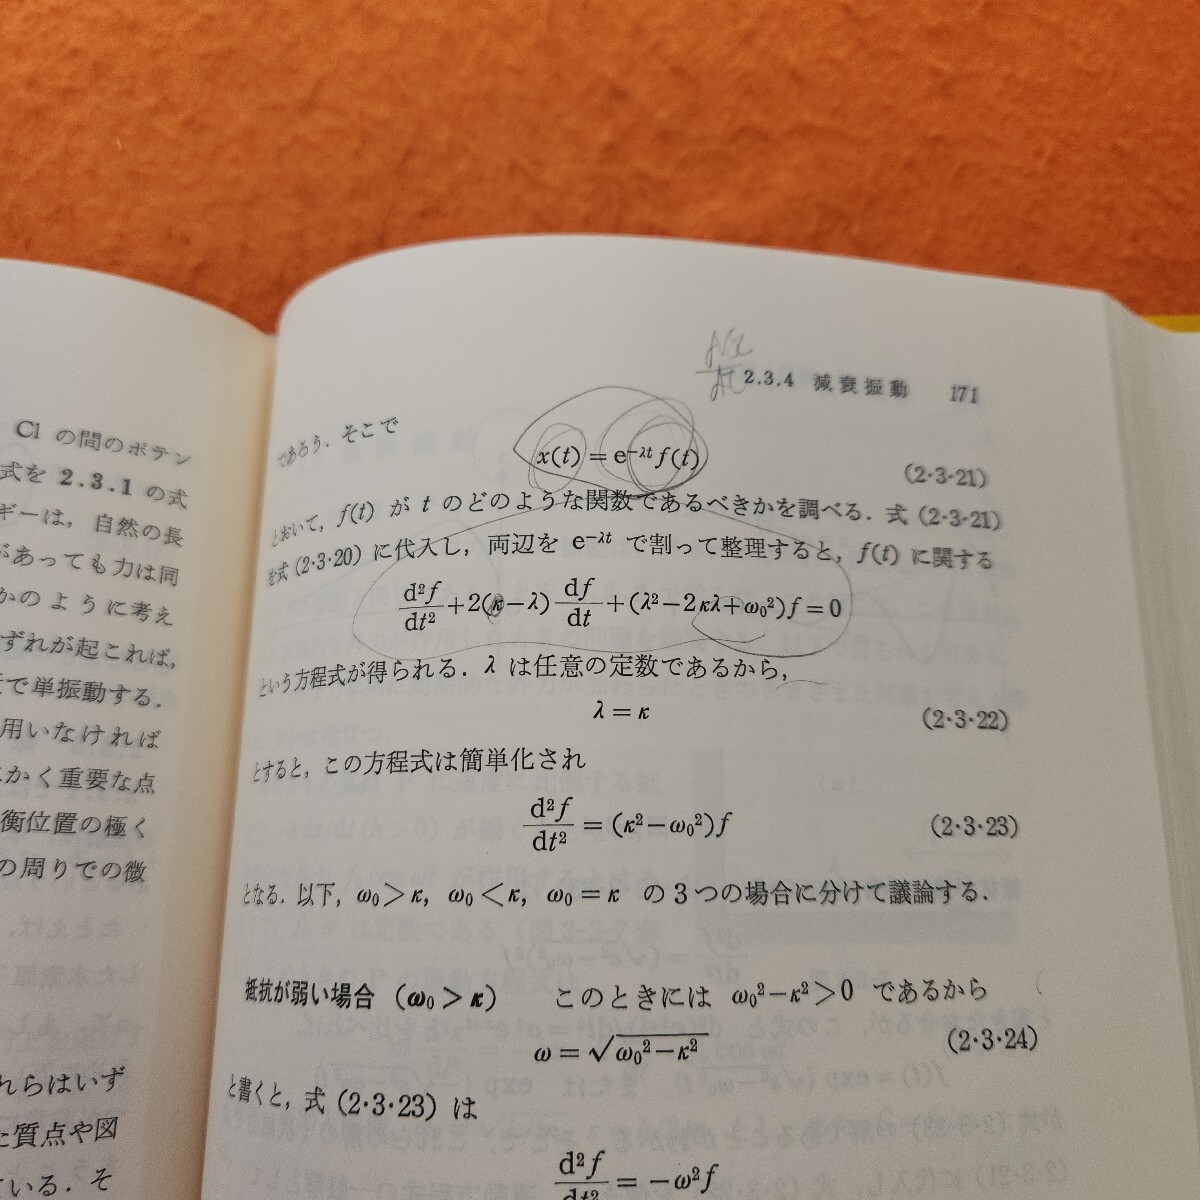 Cl の間のポテン
式を 2.3.1 の式
ギーは，自然の長
があっても力は同
かのように考え
ずれが起これば，
で単振動する．
用いなければ
かく重要な点
衡位置の極く
の周りでの微
れらはいず
た質点や図
ている．そ
2.3.4 減衰振動 171
であろう．そこで
x(t) = e^{-λt} f(t) (2·3·21)
とおいて，f(t) が t のどのような関数であるべきかを調べる．式 (2·3·21)
を式 (2·3·20) に代入し，両辺を e^{-λt} で割って整理すると，f(t) に関する
d²f/dt² + 2(κ−λ) df/dt + (λ²−2κλ+ω₀²)f = 0
という方程式が得られる．λ は任意の定数であるから，
λ = κ (2·3·22)
とすると，この方程式は簡単化され
d²f/dt² = (κ²−ω₀²)f (2·3·23)
となる．以下，ω₀>κ，ω₀<κ，ω₀=κ の3つの場合に分けて議論する．
抵抗が弱い場合 (ω₀>κ) このときには ω₀²−κ²>0 であるから
ω = √(ω₀²−κ²) (2·3·24)
と書くと，式 (2·3·23) は
d²f/dt² = −ω²f